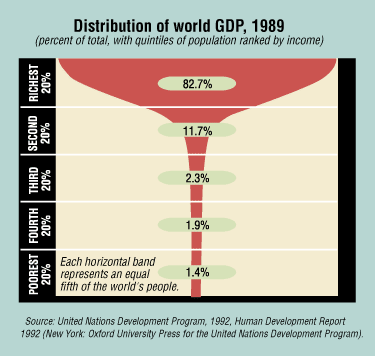 Distribution of world GDP, 1989
(percent of total, with quintiles of population ranked by income)
RICHEST
20%
82.7%
SECOND
20%
11.7%
THIRD
20%
2.3%
FOURTH
20%
1.9%
POOREST
20%
Each horizontal band
represents an equal
fifth of the world's people.
1.4%
Source: United Nations Development Program, 1992, Human Development Report
1992 (New York: Oxford University Press for the United Nations Development Program).